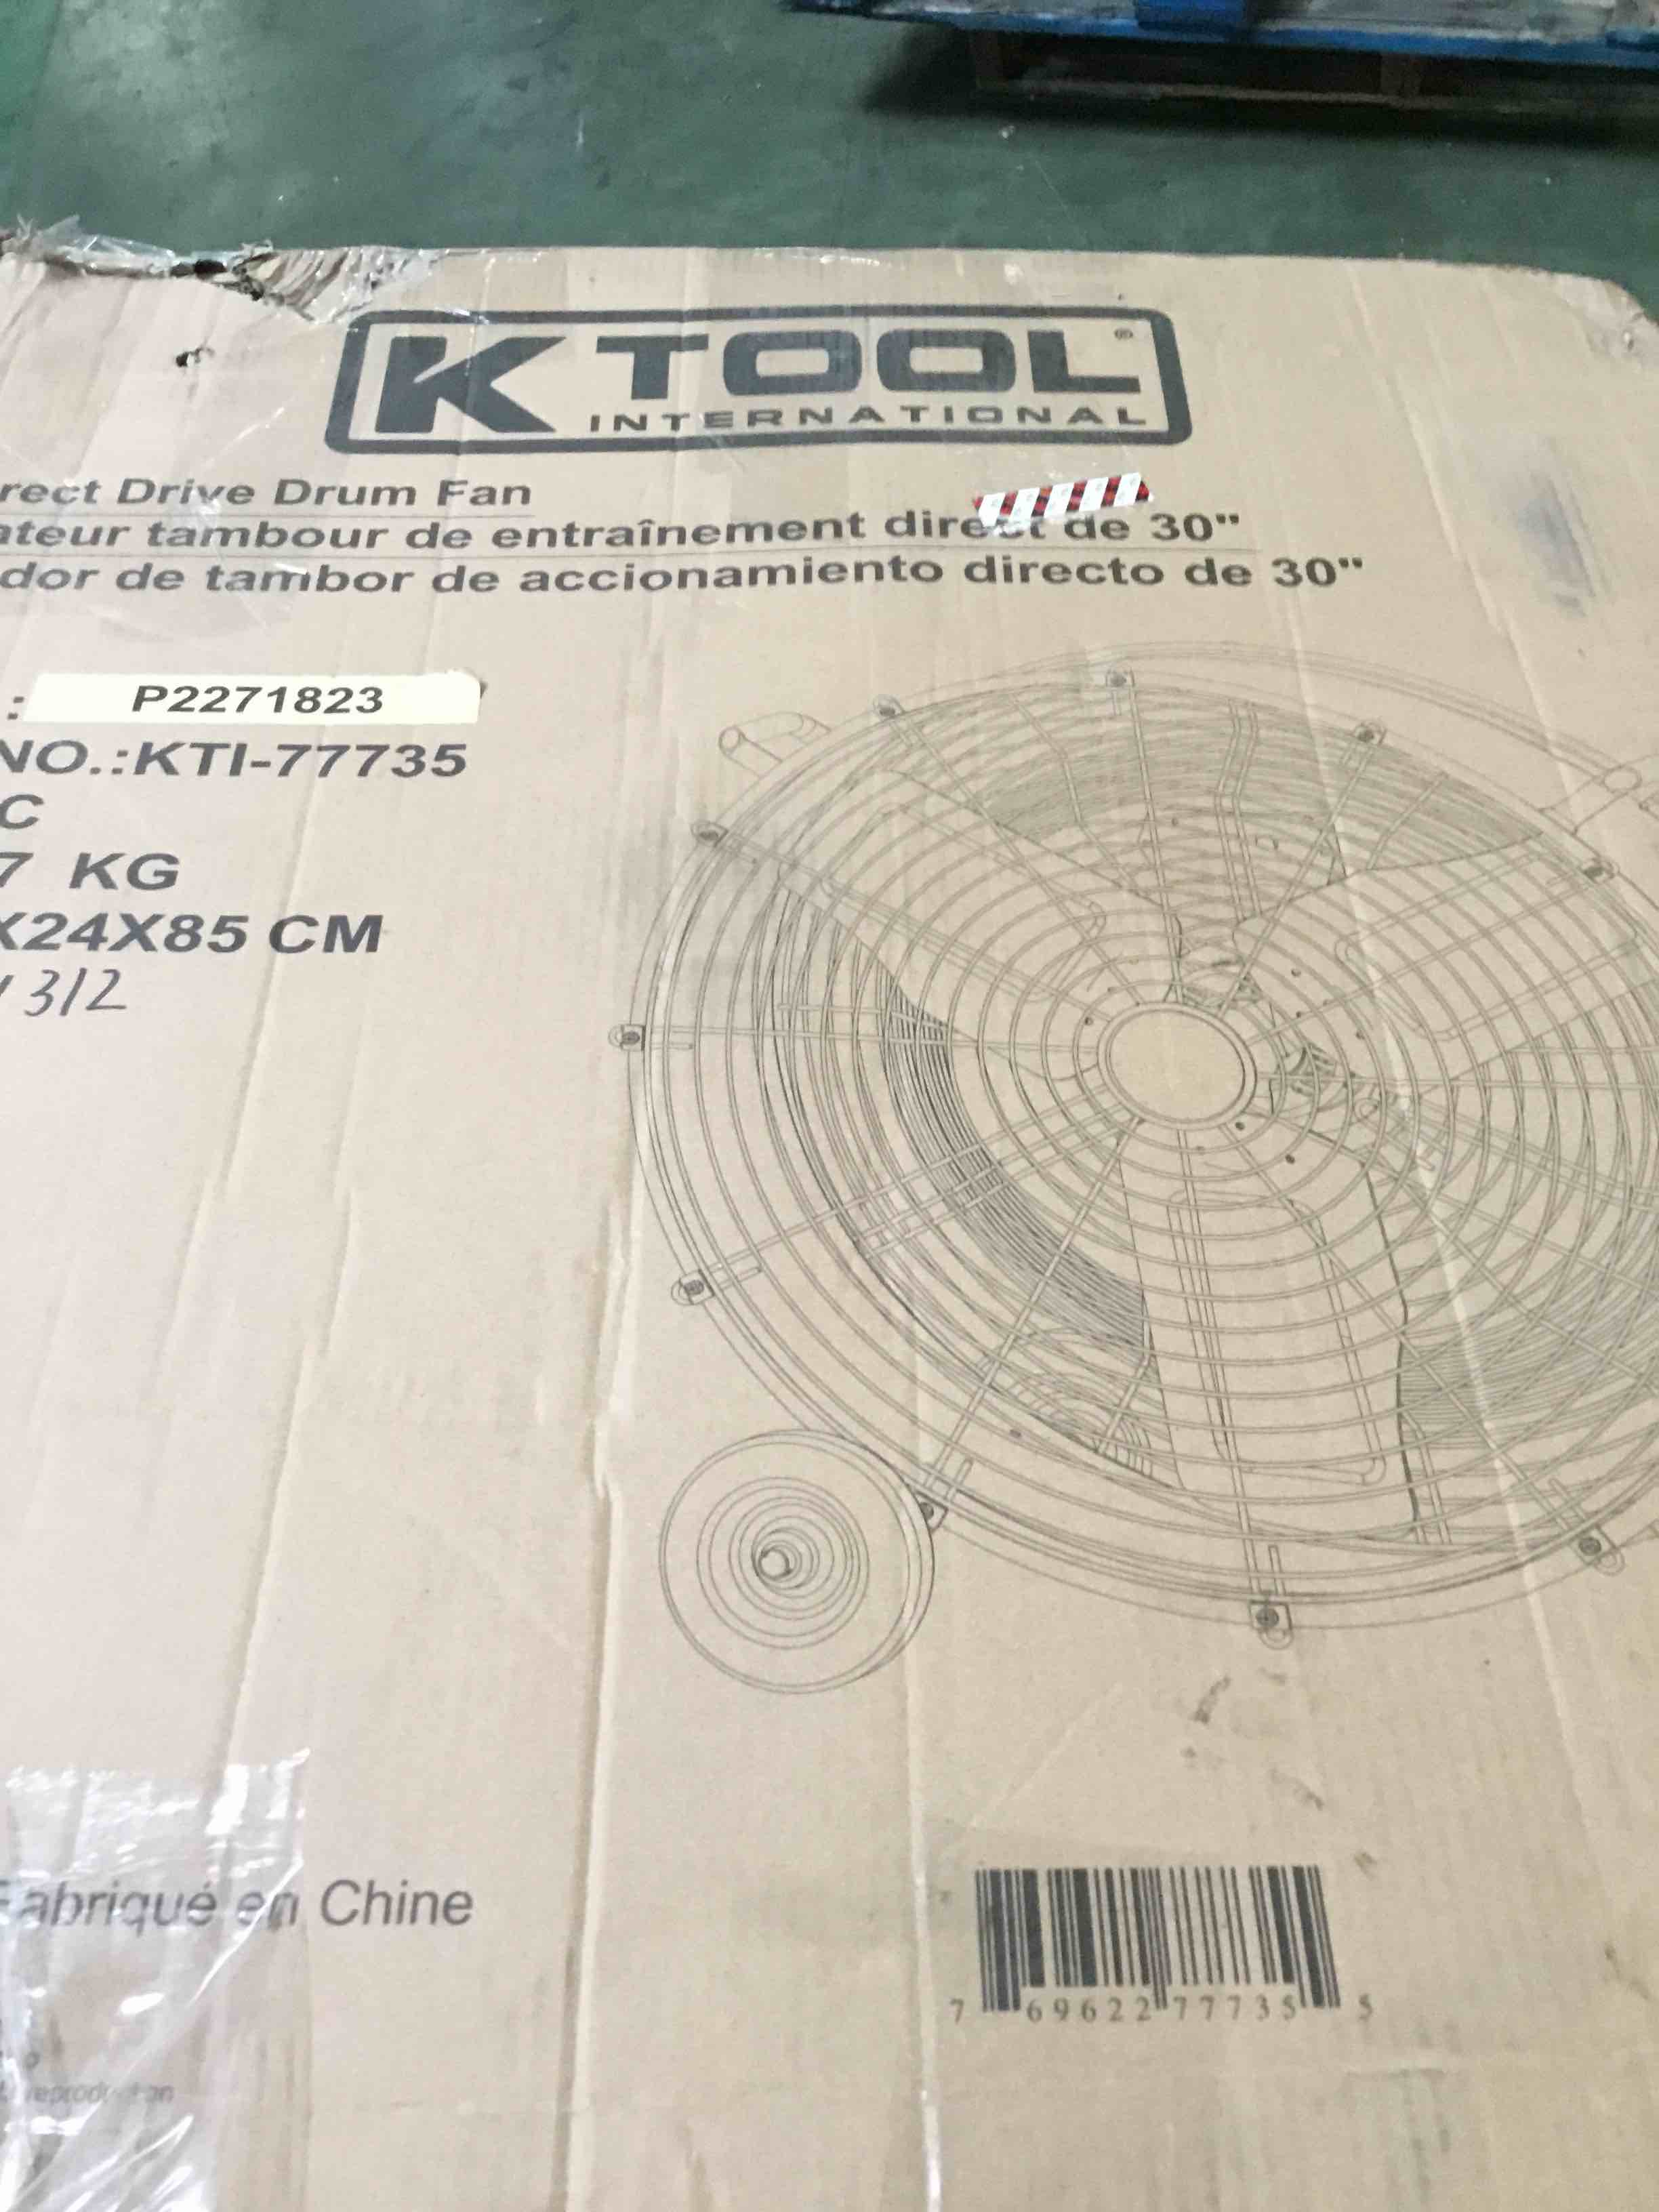 K TOOL®
INTERNATIONAL
rect Drive Drum Fan
ateur tambour de entraînement direct de 30"
dor de tambor de accionamiento directo de 30"
: P2271823
NO.:KTI-77735
C
7 KG
X24X85 CM
312
Fabriqué en Chine
7 69622 77735 5